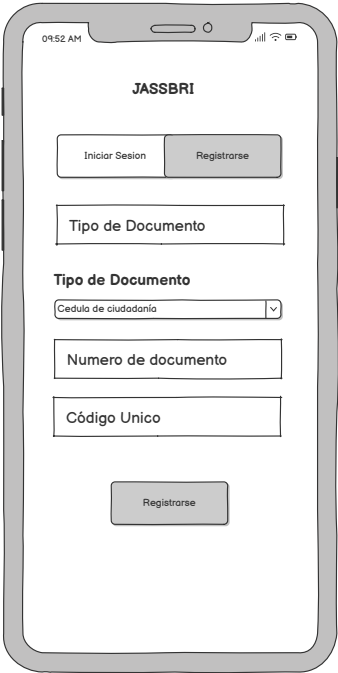 09:52 AM
JASSBRI
Iniciar Sesion
Registrarse
Tipo de Documento
Tipo de Documento
Cedula de ciudadanía
Numero de documento
Código Unico
Registrarse